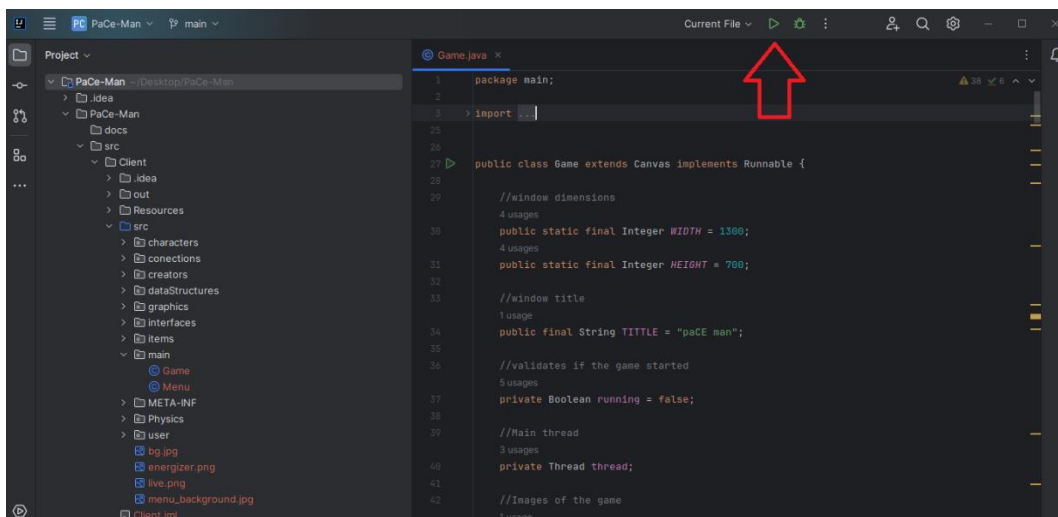 PC PaCe-Man main Current File
Project
Game.java
PaCe-Man ~/Desktop/PaCe-Man
.idea
PaCe-Man
docs
src
Client
.idea
out
Resources
src
characters
conections
creators
dataStructures
graphics
interfaces
items
main
Game
Menu
META-INF
Physics
user
bg.jpg
energizer.png
live.png
menu_background.jpg
Client.iml
38 6
1 package main;
2
3 import ...
25
26
27 public class Game extends Canvas implements Runnable {
28
29 //window dimensions
4 usages
30 public static final Integer WIDTH = 1300;
4 usages
31 public static final Integer HEIGHT = 700;
32
33 //window title
1 usage
34 public final String TITTLE = "paCE man";
35
36 //validates if the game started
5 usages
37 private Boolean running = false;
38
39 //Main thread
3 usages
40 private Thread thread;
41
42 //Images of the game
1 usage